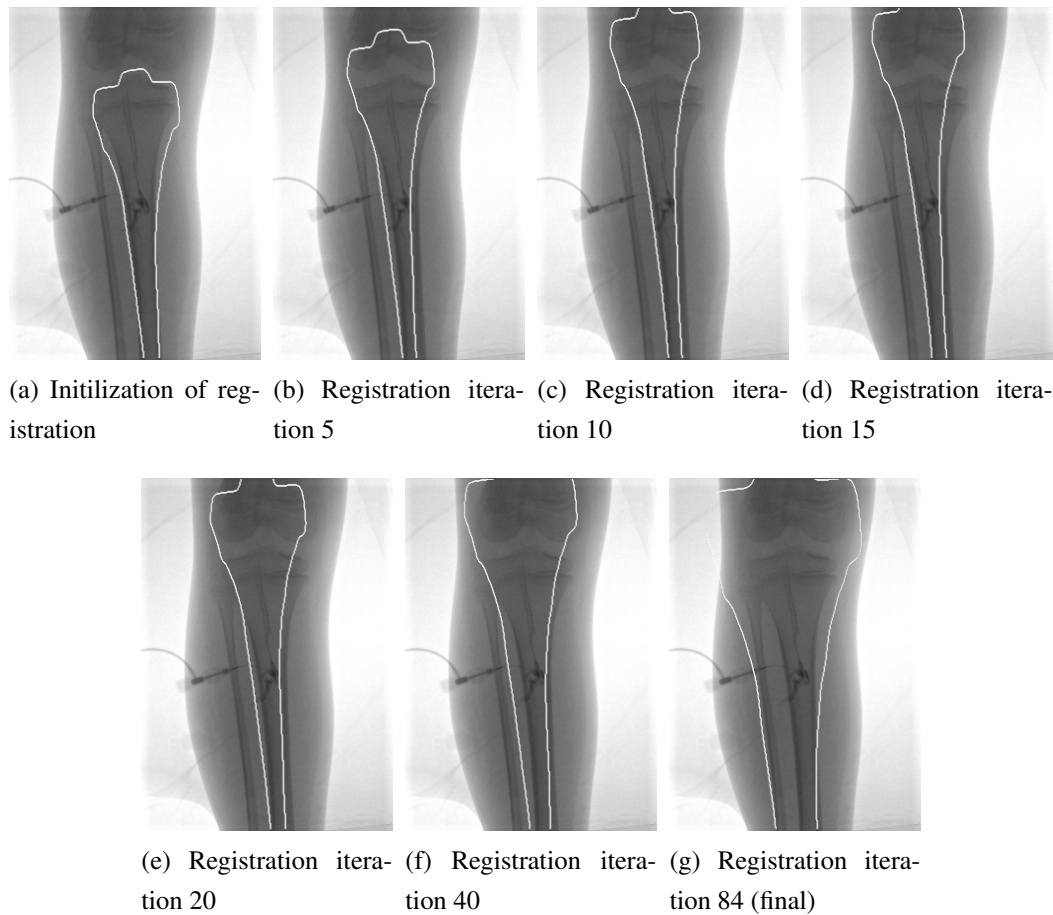 (a) Initilization of reg-
istration
(b) Registration itera-
tion 5
(c) Registration itera-
tion 10
(d) Registration itera-
tion 15
(e) Registration itera-
tion 20
(f) Registration itera-
tion 40
(g) Registration itera-
tion 84 (final)